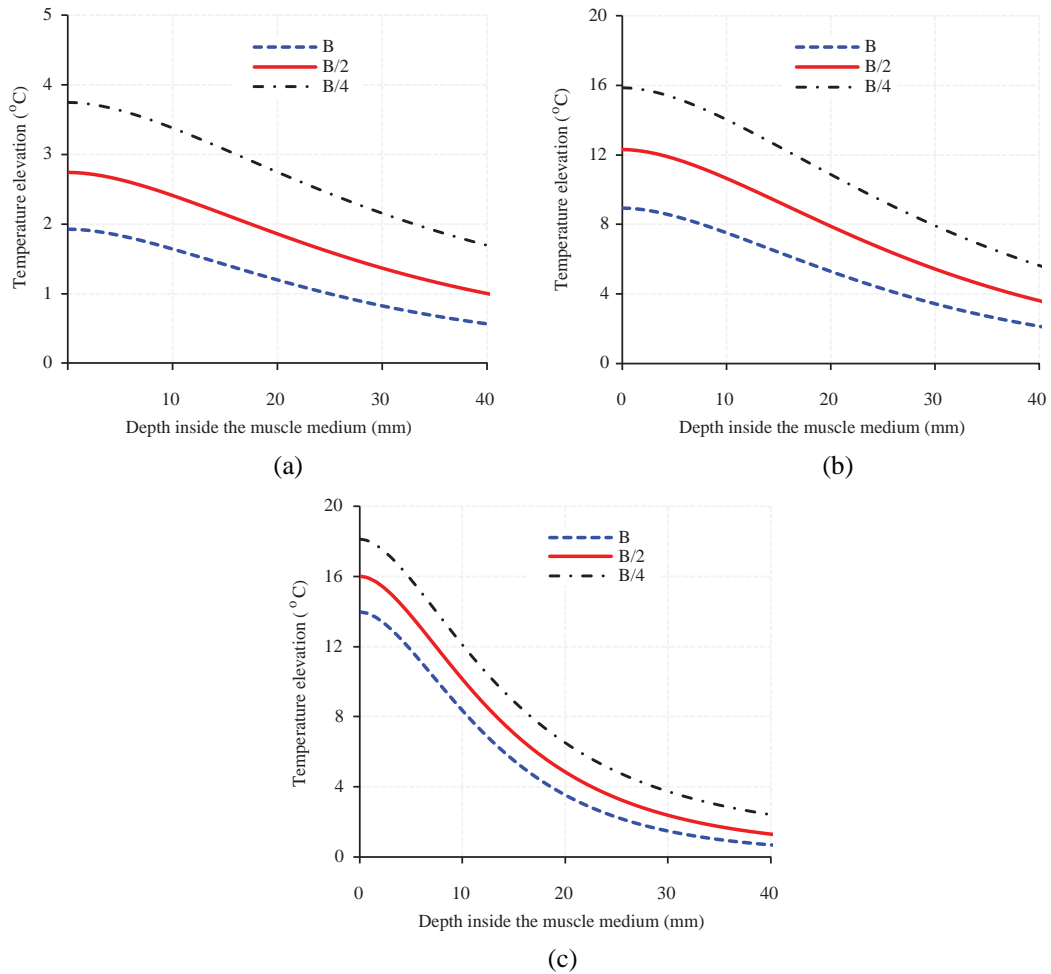 5
4
3
2
1
0
Temperature elevation (°C)
B
B/2
B/4
10 20 30 40
Depth inside the muscle medium (mm)
(a)
20
16
12
8
4
0
Temperature elevation (°C)
B
B/2
B/4
0 10 20 30 40
Depth inside the muscle medium (mm)
(b)
20
16
12
8
4
0
Temperature elevation (°C)
B
B/2
B/4
0 10 20 30 40
Depth inside the muscle medium (mm)
(c)